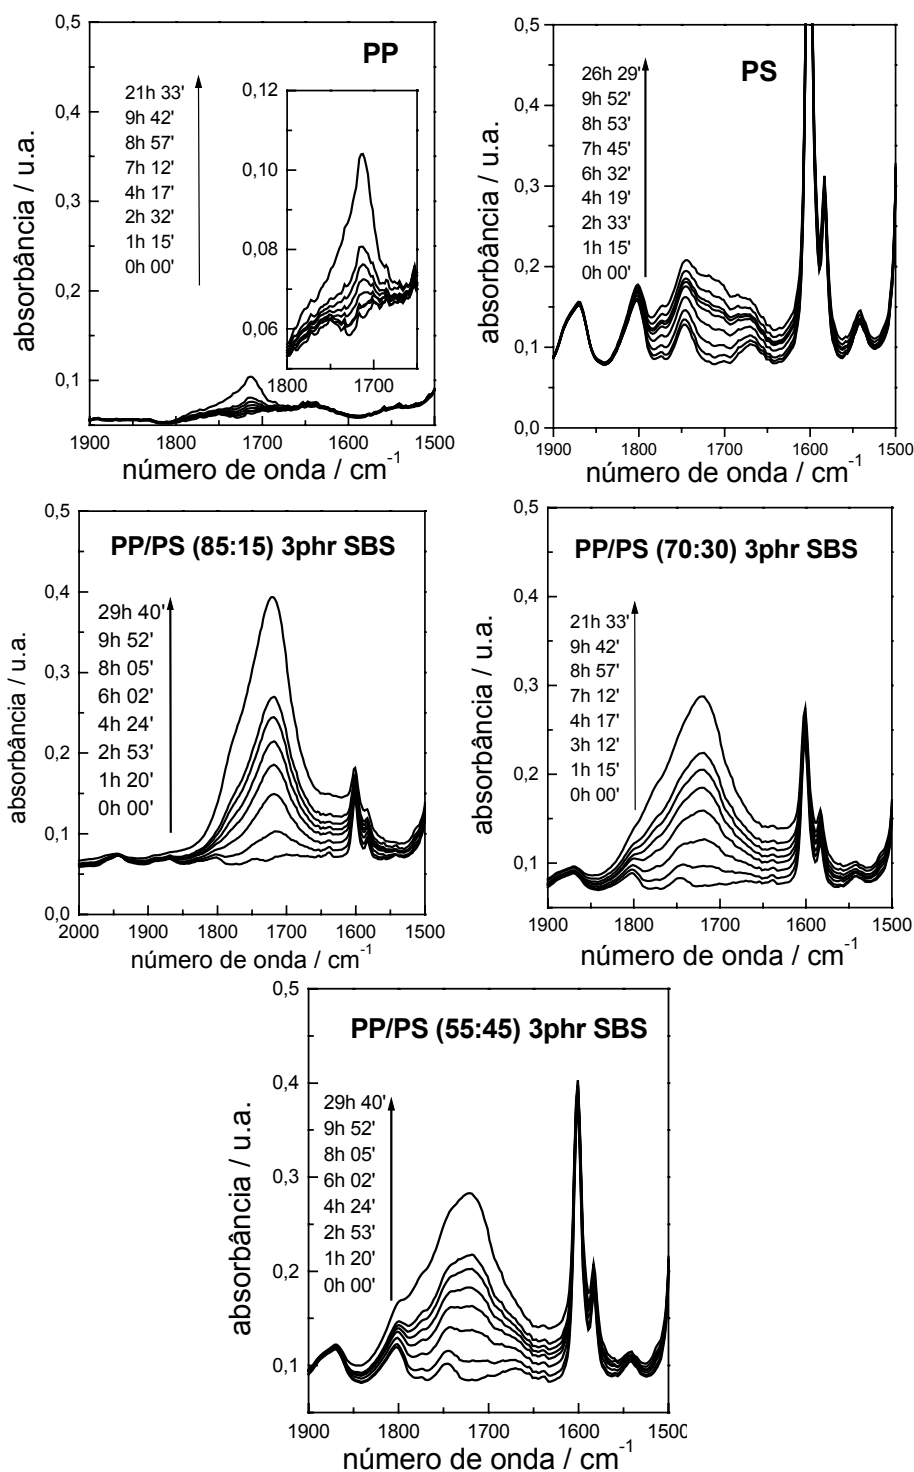 PP
0,5
0,4
0,3
0,2
0,1
absorbância / u.a.
21h 33'
9h 42'
8h 57'
7h 12'
4h 17'
2h 32'
1h 15'
0h 00'
0,12
0,10
0,08
0,06
1800 1700
1900 1800 1700 1600 1500
número de onda / cm-1
PS
0,5
0,4
0,3
0,2
0,1
0,0
absorbância / u.a.
26h 29'
9h 52'
8h 53'
7h 45'
6h 32'
4h 19'
2h 33'
1h 15'
0h 00'
1900 1800 1700 1600 1500
número de onda / cm-1
PP/PS (85:15) 3phr SBS
0,5
0,4
0,3
0,2
0,1
0,0
absorbância / u.a.
29h 40'
9h 52'
8h 05'
6h 02'
4h 24'
2h 53'
1h 20'
0h 00'
2000 1900 1800 1700 1600 1500
número de onda / cm-1
PP/PS (70:30) 3phr SBS
0,5
0,4
0,3
0,2
0,1
absorbância / u.a.
21h 33'
9h 42'
8h 57'
7h 12'
4h 17'
3h 12'
1h 15'
0h 00'
1900 1800 1700 1600 1500
número de onda / cm-1
PP/PS (55:45) 3phr SBS
0,5
0,4
0,3
0,2
0,1
absorbância / u.a.
29h 40'
9h 52'
8h 05'
6h 02'
4h 24'
2h 53'
1h 20'
0h 00'
1900 1800 1700 1600 1500
número de onda / cm-1